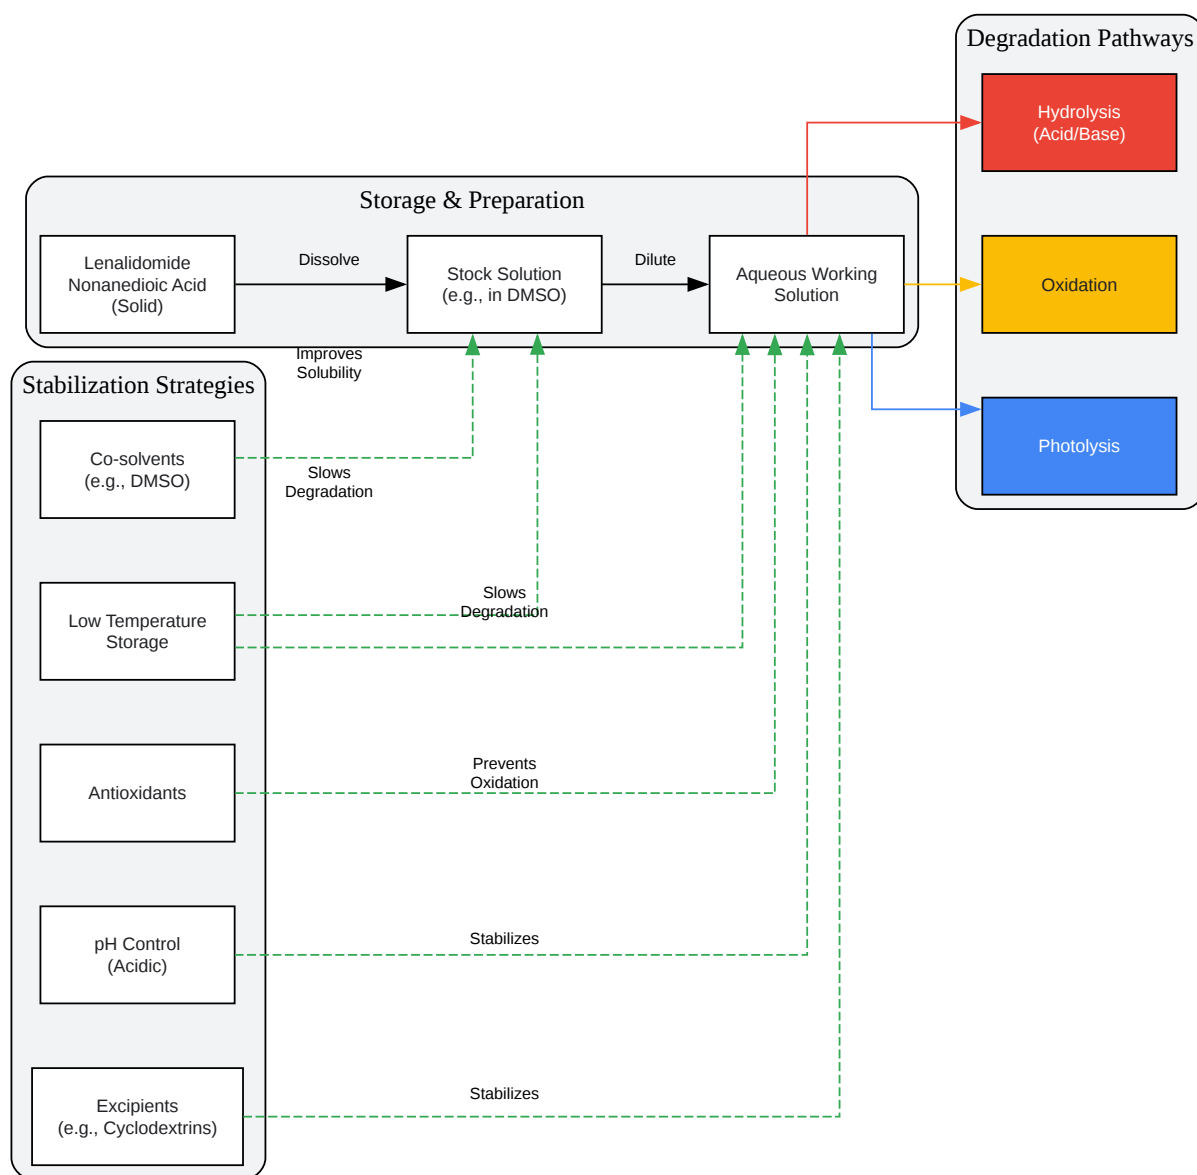 Degradation Pathways
Hydrolysis
(Acid/Base)
Oxidation
Photolysis
Storage & Preparation
Lenalidomide
Nonanedioic Acid
(Solid)
Dissolve
Stock Solution
(e.g., in DMSO)
Dilute
Aqueous Working
Solution
Improves
Solubility
Stabilization Strategies
Co-solvents
(e.g., DMSO)
Slows
Degradation
Low Temperature
Storage
Slows
Degradation
Antioxidants
Prevents
Oxidation
pH Control
(Acidic)
Stabilizes
Excipients
(e.g., Cyclodextrins)
Stabilizes